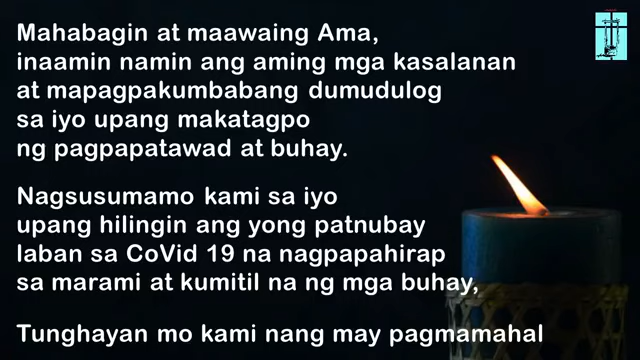 Mahabagin at maawaing Ama,
inaamin namin ang aming mga kasalanan
at mapagpakumbabang dumudulog
sa iyo upang makatagpo
ng pagpapatawad at buhay.
Nagsusumamo kami sa iyo
upang hilingin ang yong patnubay
laban sa CoVid 19 na nagpapahirap
sa marami at kumitil na ng mga buhay,
Tunghayan mo kami nang may pagmamahal